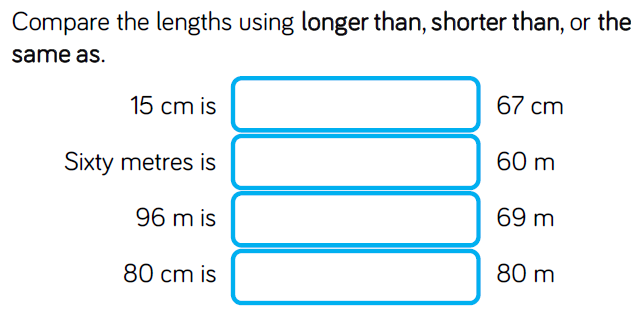 Compare the lengths using longer than, shorter than, or the
same as.
15 cm is 67 cm
Sixty metres is 60 m
96 m is 69 m
80 cm is 80 m